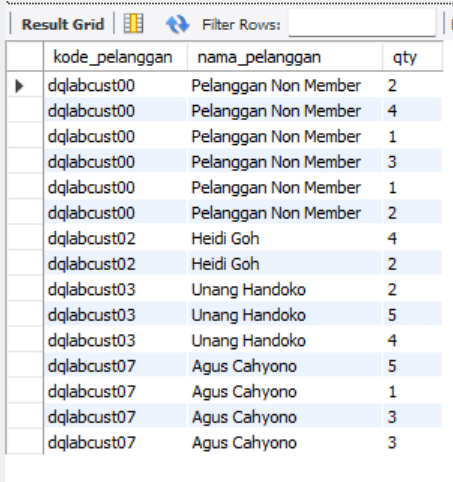 Result Grid Filter Rows:
kode_pelanggan nama_pelanggan qty
dqlabcust00 Pelanggan Non Member 2
dqlabcust00 Pelanggan Non Member 4
dqlabcust00 Pelanggan Non Member 1
dqlabcust00 Pelanggan Non Member 3
dqlabcust00 Pelanggan Non Member 1
dqlabcust00 Pelanggan Non Member 2
dqlabcust02 Heidi Goh 4
dqlabcust02 Heidi Goh 2
dqlabcust03 Unang Handoko 2
dqlabcust03 Unang Handoko 5
dqlabcust03 Unang Handoko 4
dqlabcust07 Agus Cahyono 5
dqlabcust07 Agus Cahyono 1
dqlabcust07 Agus Cahyono 3
dqlabcust07 Agus Cahyono 3